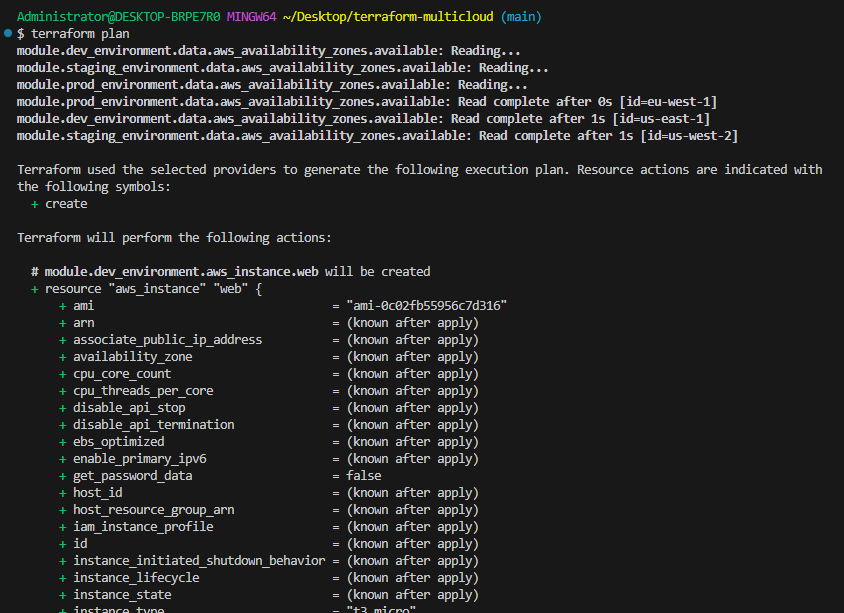 Administrator@DESKTOP-BRPE7R0 MINGW64 ~/Desktop/terraform-multicloud (main)
$ terraform plan
module.dev_environment.data.aws_availability_zones.available: Reading...
module.staging_environment.data.aws_availability_zones.available: Reading...
module.prod_environment.data.aws_availability_zones.available: Reading...
module.prod_environment.data.aws_availability_zones.available: Read complete after 0s [id=eu-west-1]
module.dev_environment.data.aws_availability_zones.available: Read complete after 1s [id=us-east-1]
module.staging_environment.data.aws_availability_zones.available: Read complete after 1s [id=us-west-2]
Terraform used the selected providers to generate the following execution plan. Resource actions are indicated with
the following symbols:
+ create
Terraform will perform the following actions:
# module.dev_environment.aws_instance.web will be created
+ resource "aws_instance" "web" {
+ ami = "ami-0c02fb55956c7d316"
+ arn = (known after apply)
+ associate_public_ip_address = (known after apply)
+ availability_zone = (known after apply)
+ cpu_core_count = (known after apply)
+ cpu_threads_per_core = (known after apply)
+ disable_api_stop = (known after apply)
+ disable_api_termination = (known after apply)
+ ebs_optimized = (known after apply)
+ enable_primary_ipv6 = (known after apply)
+ get_password_data = false
+ host_id = (known after apply)
+ host_resource_group_arn = (known after apply)
+ iam_instance_profile = (known after apply)
+ id = (known after apply)
+ instance_initiated_shutdown_behavior = (known after apply)
+ instance_lifecycle = (known after apply)
+ instance_state = (known after apply)
+ instance_type = "t3.micro"